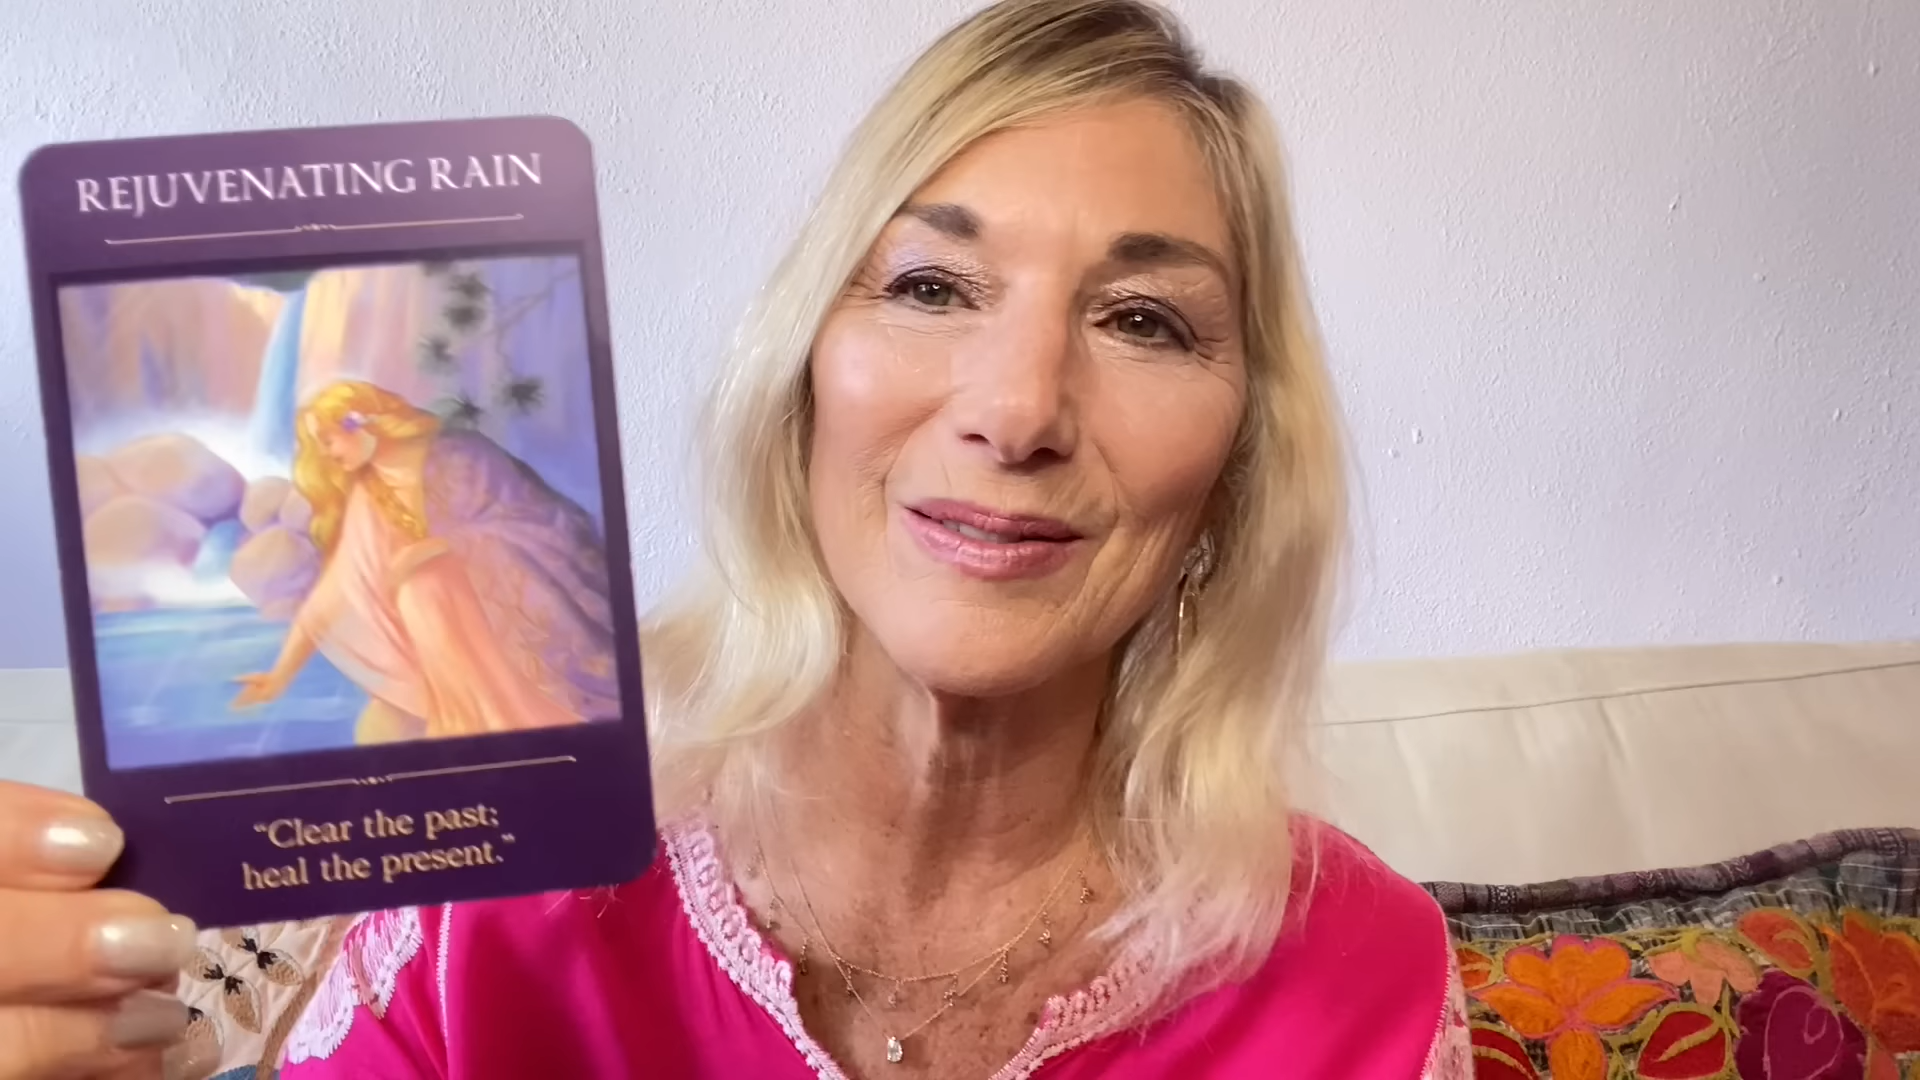 REJUVENATING RAIN
“Clear the past;
heal the present.”